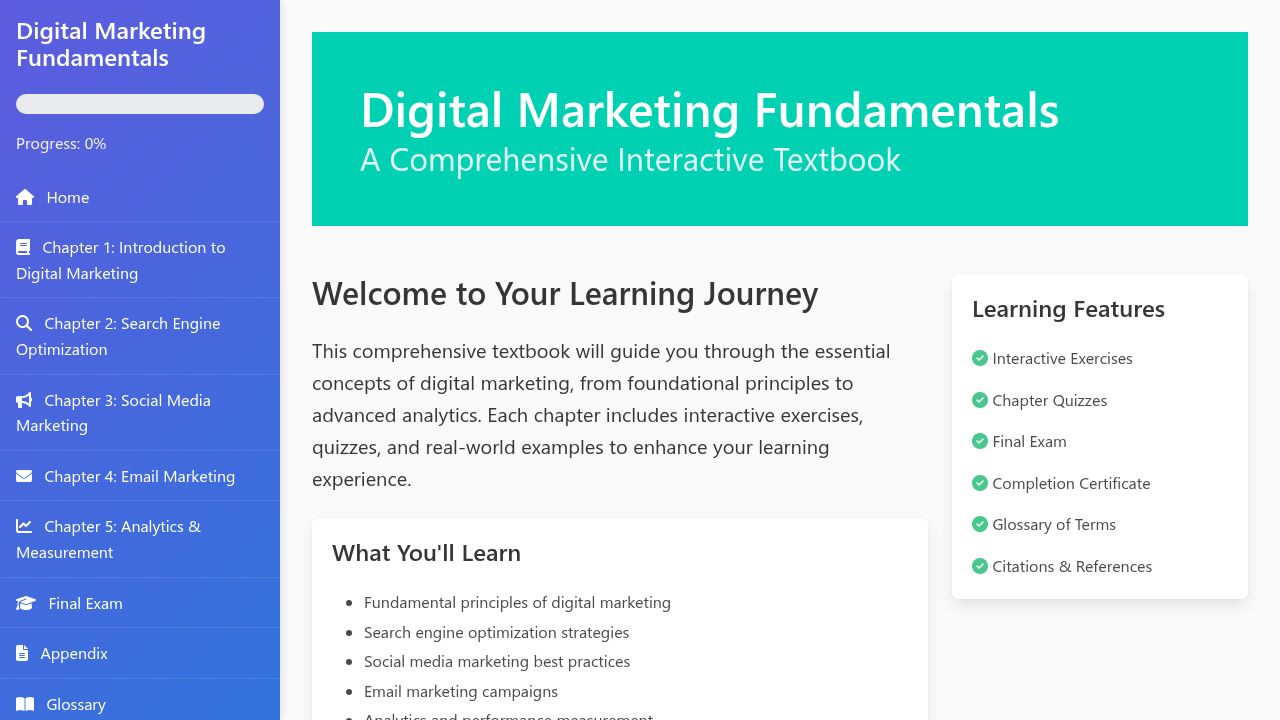 Digital Marketing
Fundamentals
Progress: 0%
Home
Chapter 1: Introduction to
Digital Marketing
Chapter 2: Search Engine
Optimization
Chapter 3: Social Media
Marketing
Chapter 4: Email Marketing
Chapter 5: Analytics &
Measurement
Final Exam
Appendix
Glossary
Digital Marketing Fundamentals
A Comprehensive Interactive Textbook
Welcome to Your Learning Journey
This comprehensive textbook will guide you through the essential
concepts of digital marketing, from foundational principles to
advanced analytics. Each chapter includes interactive exercises,
quizzes, and real-world examples to enhance your learning
experience.
What You'll Learn
Fundamental principles of digital marketing
Search engine optimization strategies
Social media marketing best practices
Email marketing campaigns
Analytics and performance measurement
Learning Features
Interactive Exercises
Chapter Quizzes
Final Exam
Completion Certificate
Glossary of Terms
Citations & References